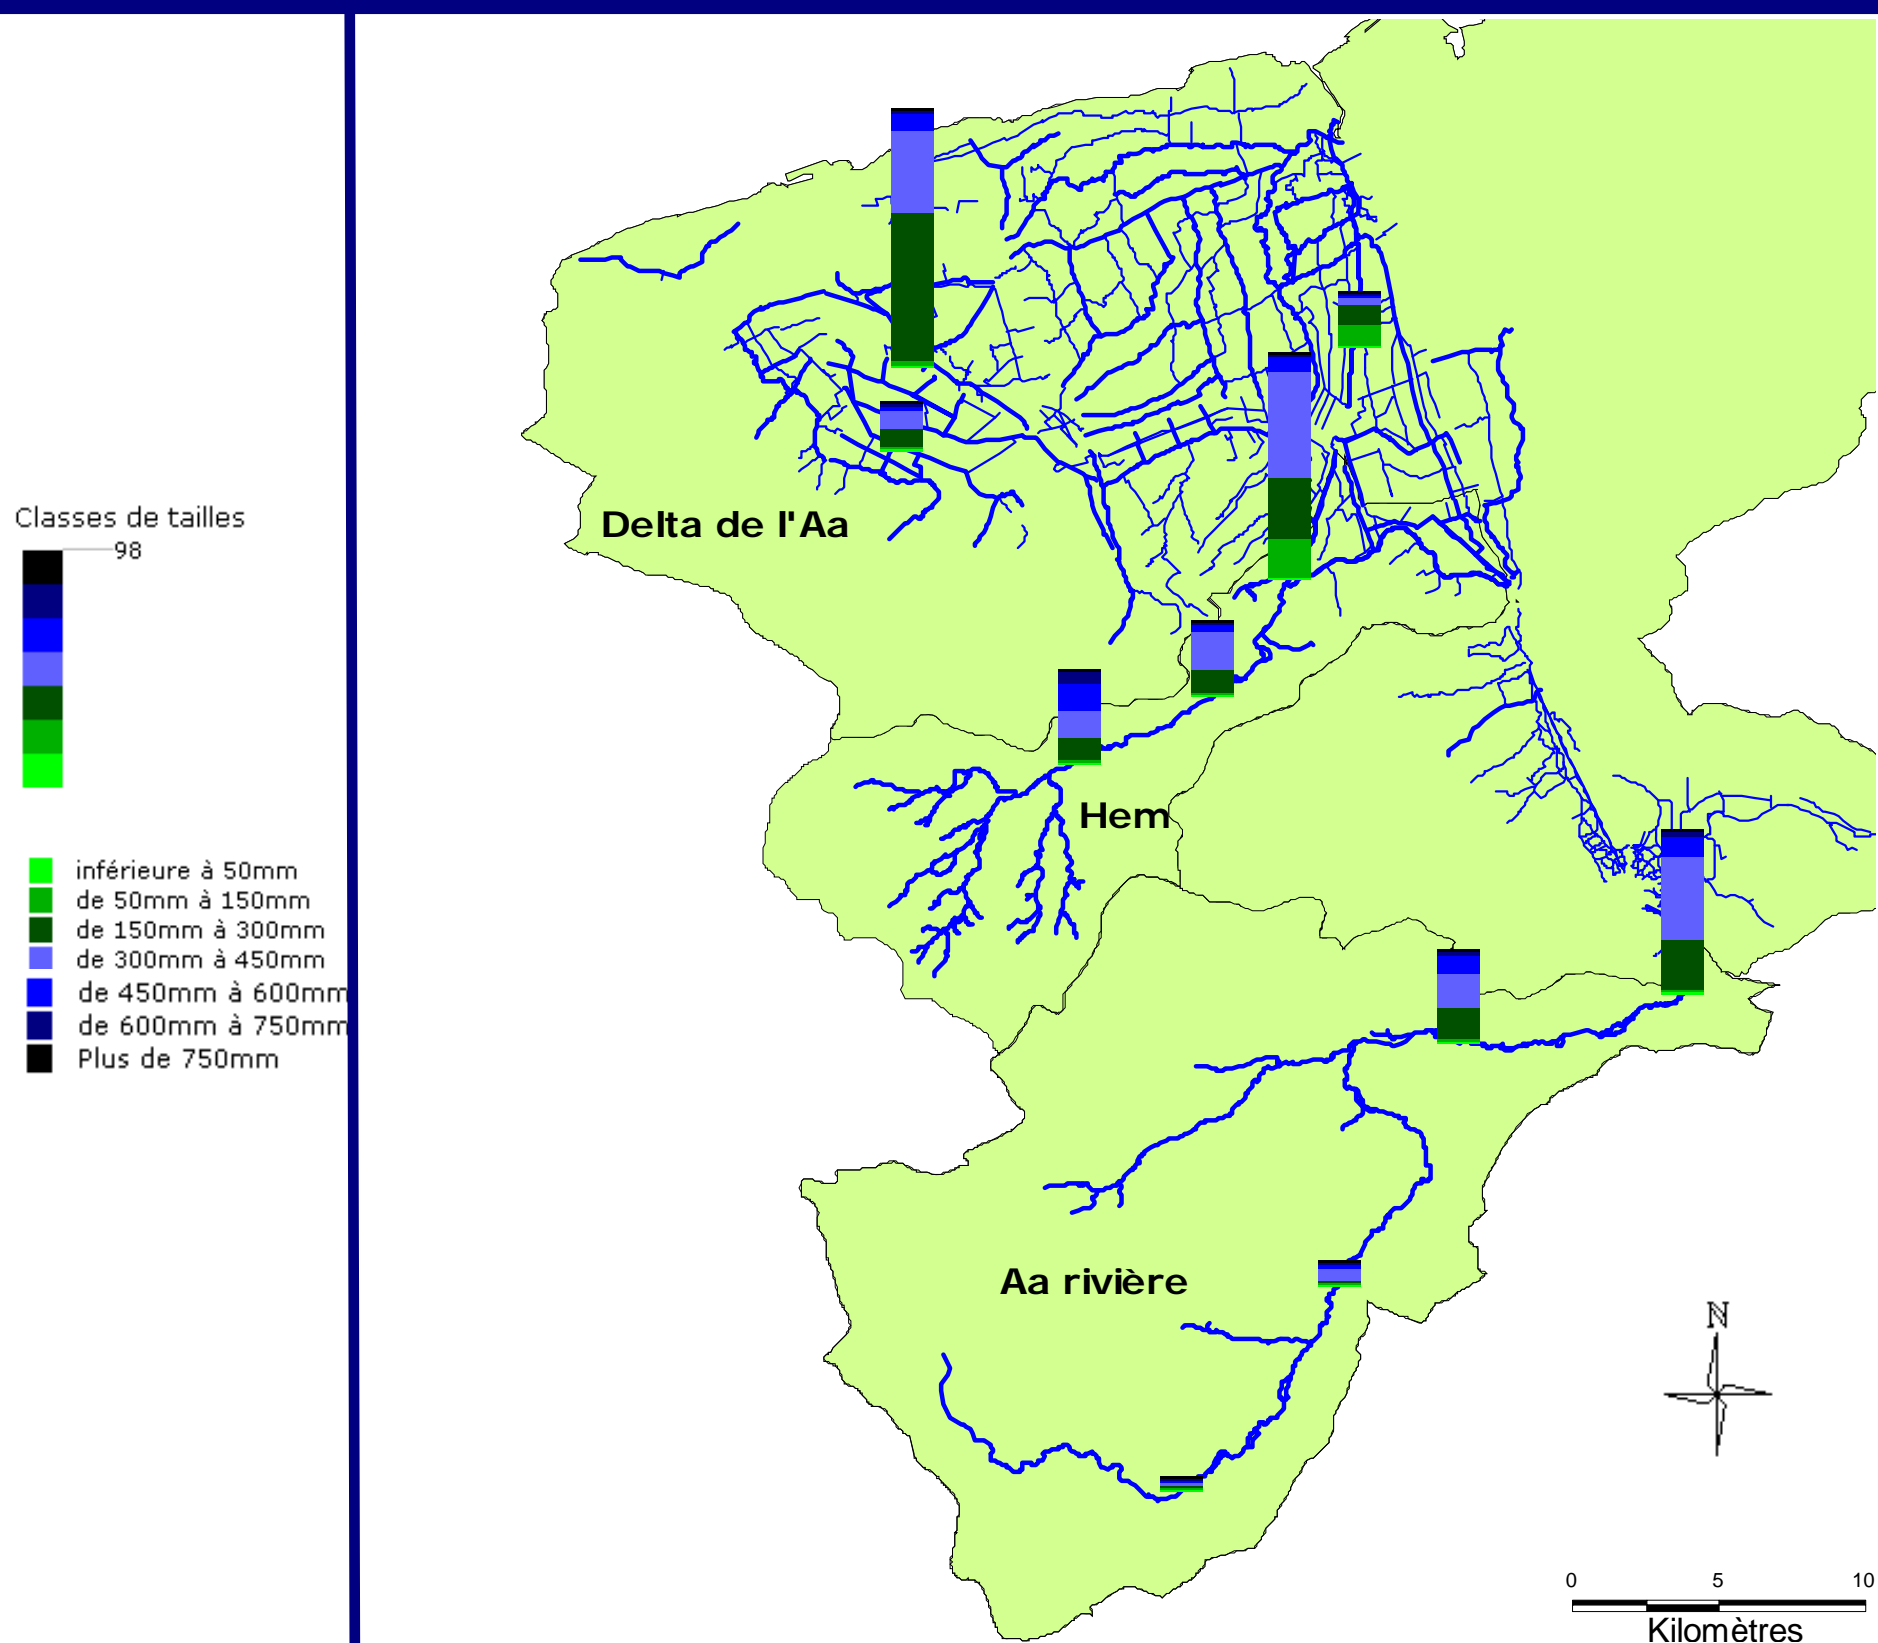 Classes de tailles
98
inférieure à 50mm
de 50mm à 150mm
de 150mm à 300mm
de 300mm à 450mm
de 450mm à 600mm
de 600mm à 750mm
Plus de 750mm
Delta de l'Aa
Hem
Aa rivière
N
0 5 10
Kilomètres